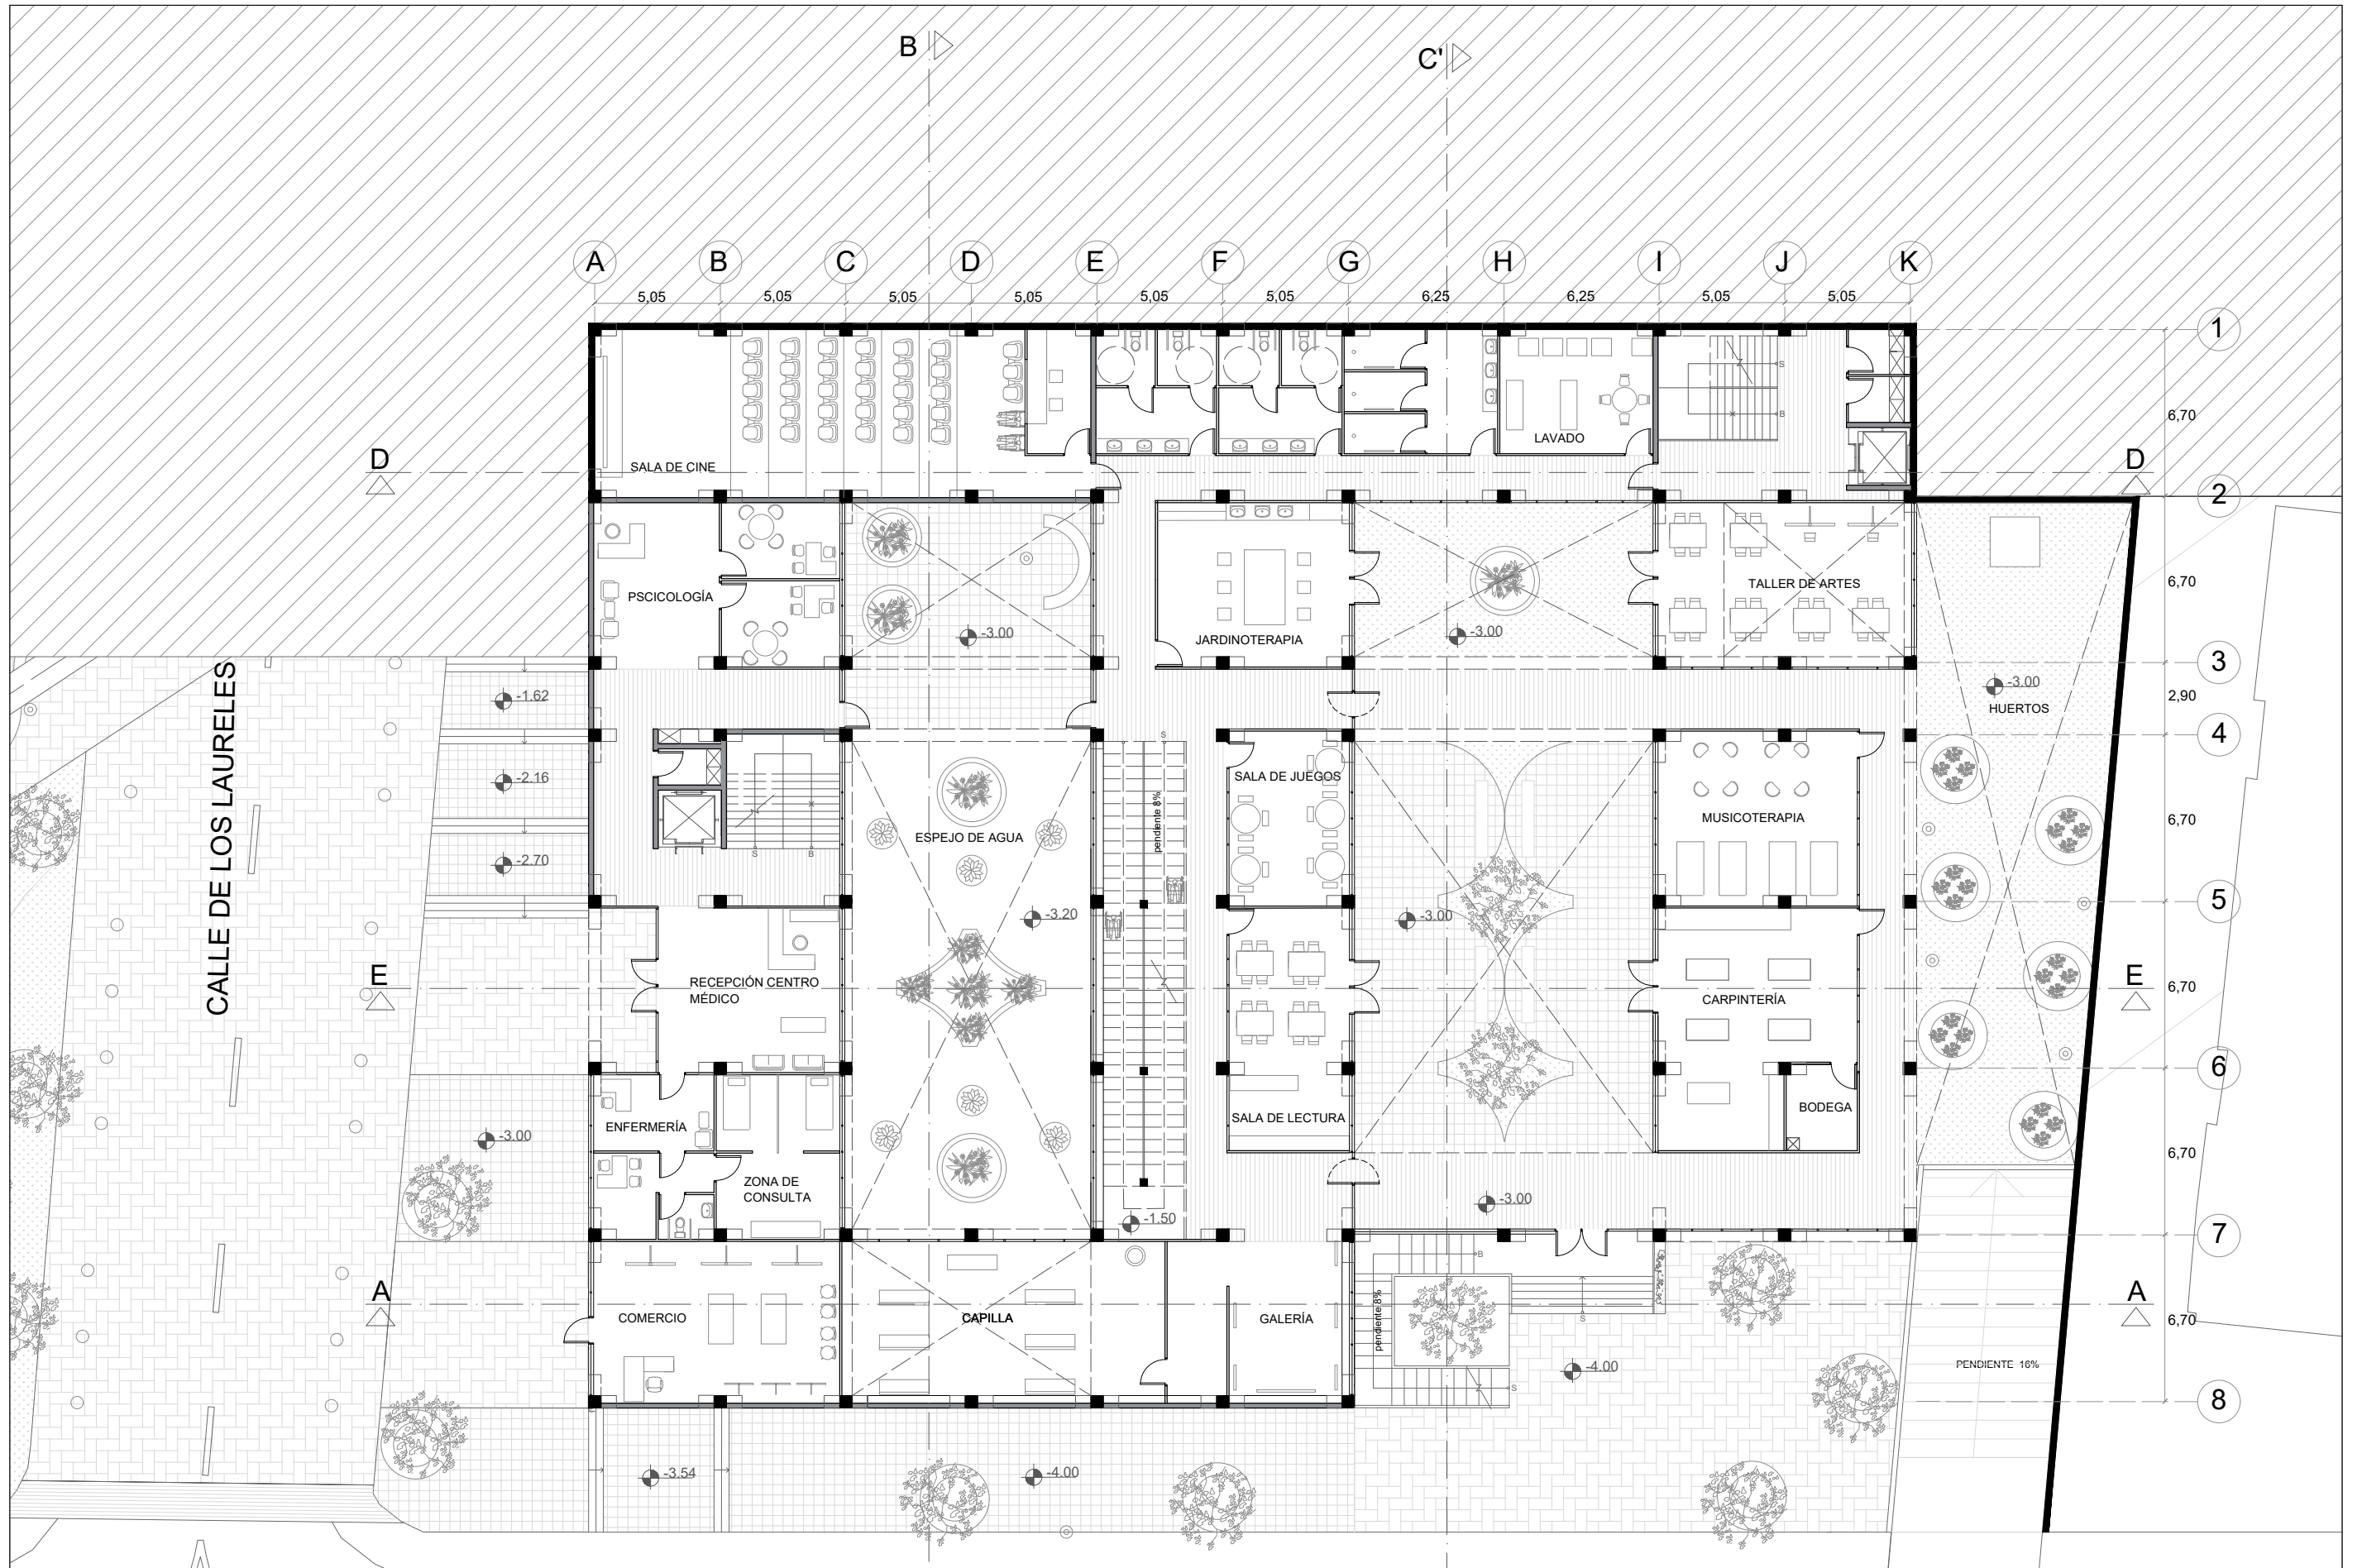 B
C'
A
B
C
D
E
F
G
H
I
J
K
5,05
5,05
5,05
5,05
5,05
5,05
6,25
6,25
5,05
5,05
1
6,70
D
D
2
SALA DE CINE
LAVADO
S
B
PSCICOLOGÍA
-3.00
JARDINOTERAPIA
-3.00
TALLER DE ARTES
6,70
3
-1.62
-3.00
HUERTOS
2,90
4
CALLE DE LOS LAURELES
-2.16
-2.70
S
B
ESPEJO DE AGUA
-3.20
S
pendiente 8%
SALA DE JUEGOS
-3.00
MUSICOTERAPIA
6,70
5
E
E
RECEPCIÓN CENTRO
MÉDICO
CARPINTERÍA
6,70
6
-3.00
ENFERMERÍA
ZONA DE
CONSULTA
SALA DE LECTURA
BODEGA
6,70
-1.50
-3.00
7
A
A
COMERCIO
CAPILLA
GALERÍA
B
pendiente 8%
S
S
-4.00
PENDIENTE 16%
6,70
8
-3.54
-4.00
A